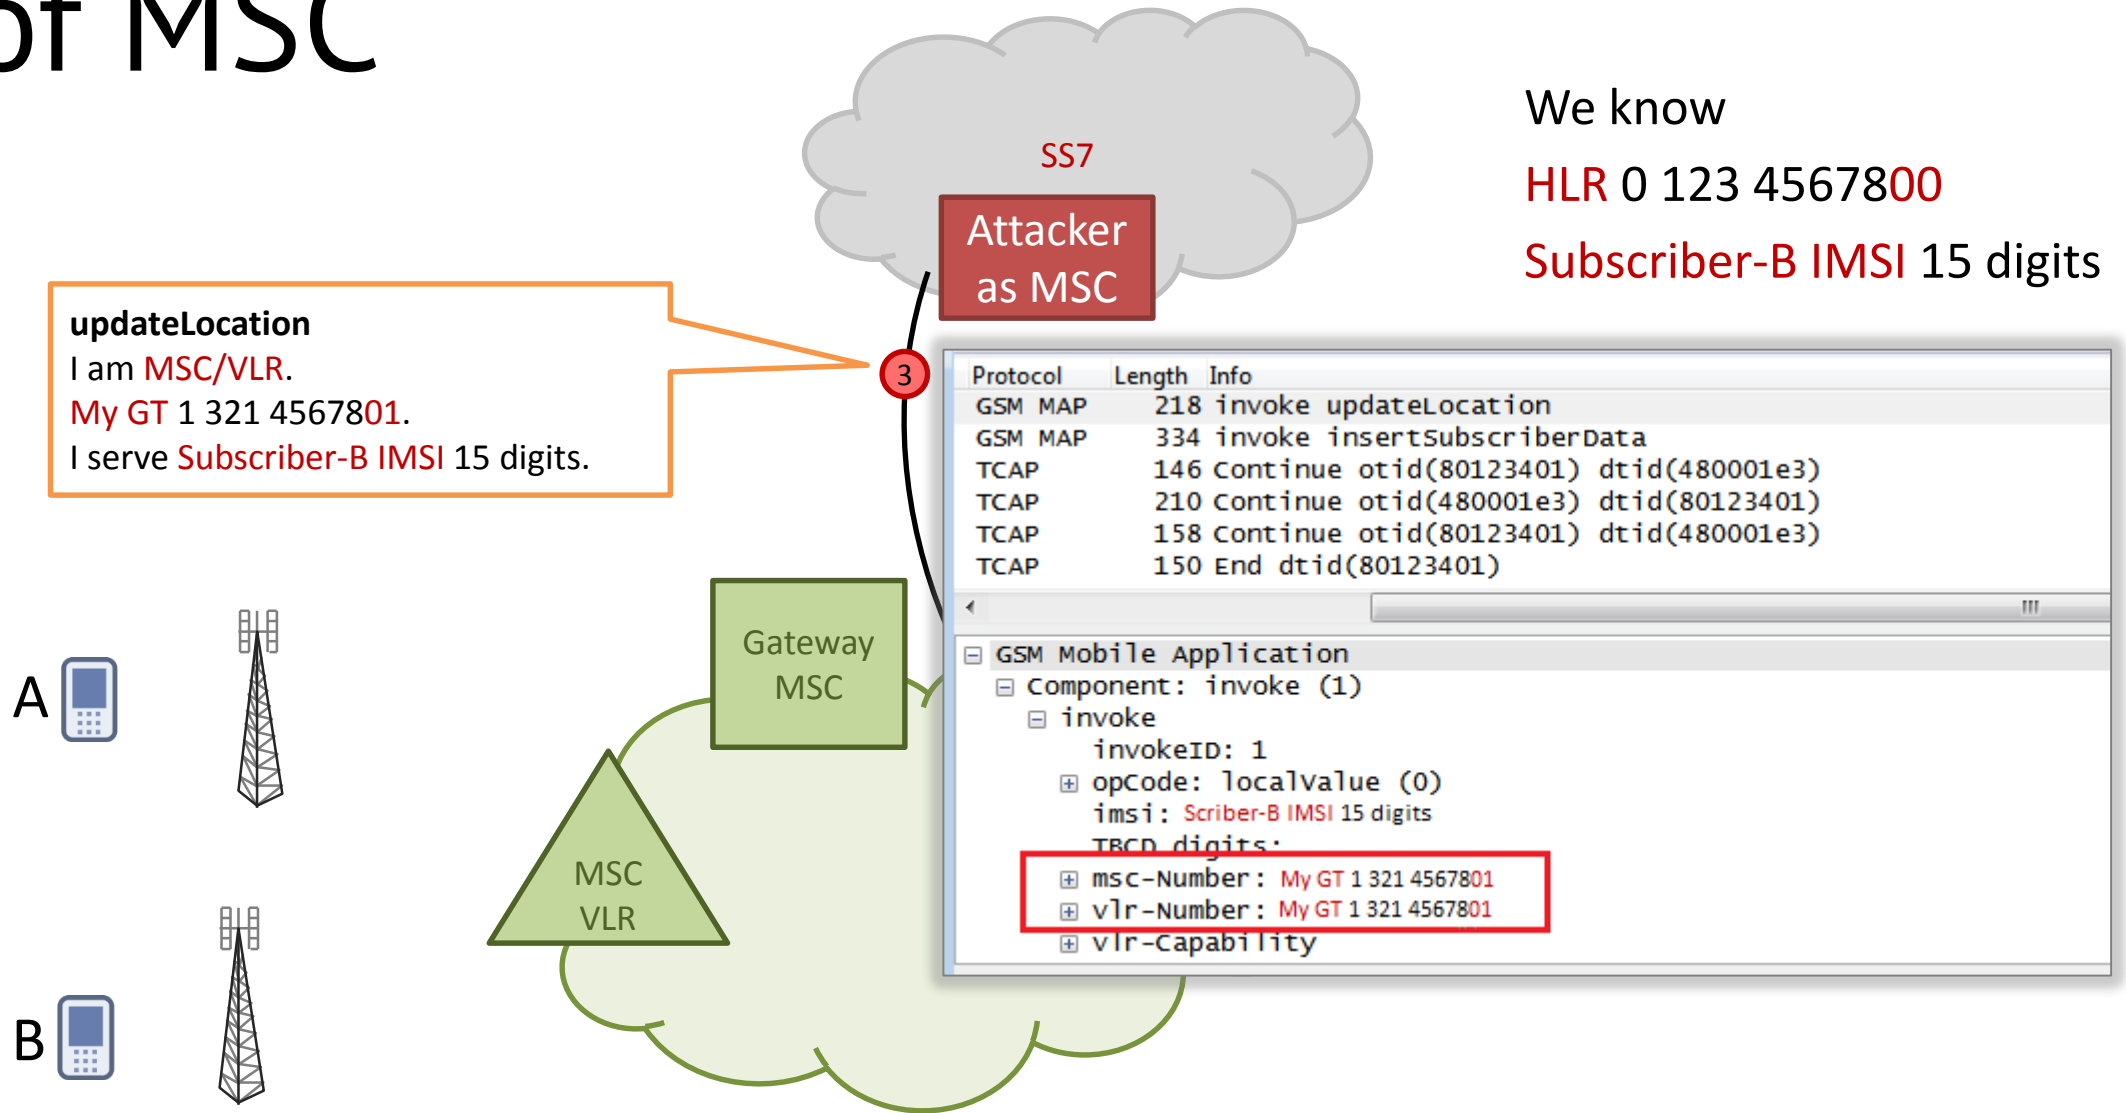 of MSC
SS7
Attacker
as MSC
We know
HLR 0 123 4567800
Subscriber-B IMSI 15 digits
updateLocation
I am MSC/VLR.
My GT 1 321 4567801.
I serve Subscriber-B IMSI 15 digits.
3
Protocol Length Info
GSM MAP 218 invoke updateLocation
GSM MAP 334 invoke insertSubscriberData
TCAP 146 Continue otid(80123401) dtid(480001e3)
TCAP 210 Continue otid(480001e3) dtid(80123401)
TCAP 158 Continue otid(80123401) dtid(480001e3)
TCAP 150 End dtid(80123401)
GSM Mobile Application
Component: invoke (1)
invoke
invokeID: 1
opCode: localValue (0)
imsi: Scriber-B IMSI 15 digits
TBCD digits:
msc-Number: My GT 1 321 4567801
vlr-Number: My GT 1 321 4567801
vlr-Capability
Gateway
MSC
MSC
VLR
A
B